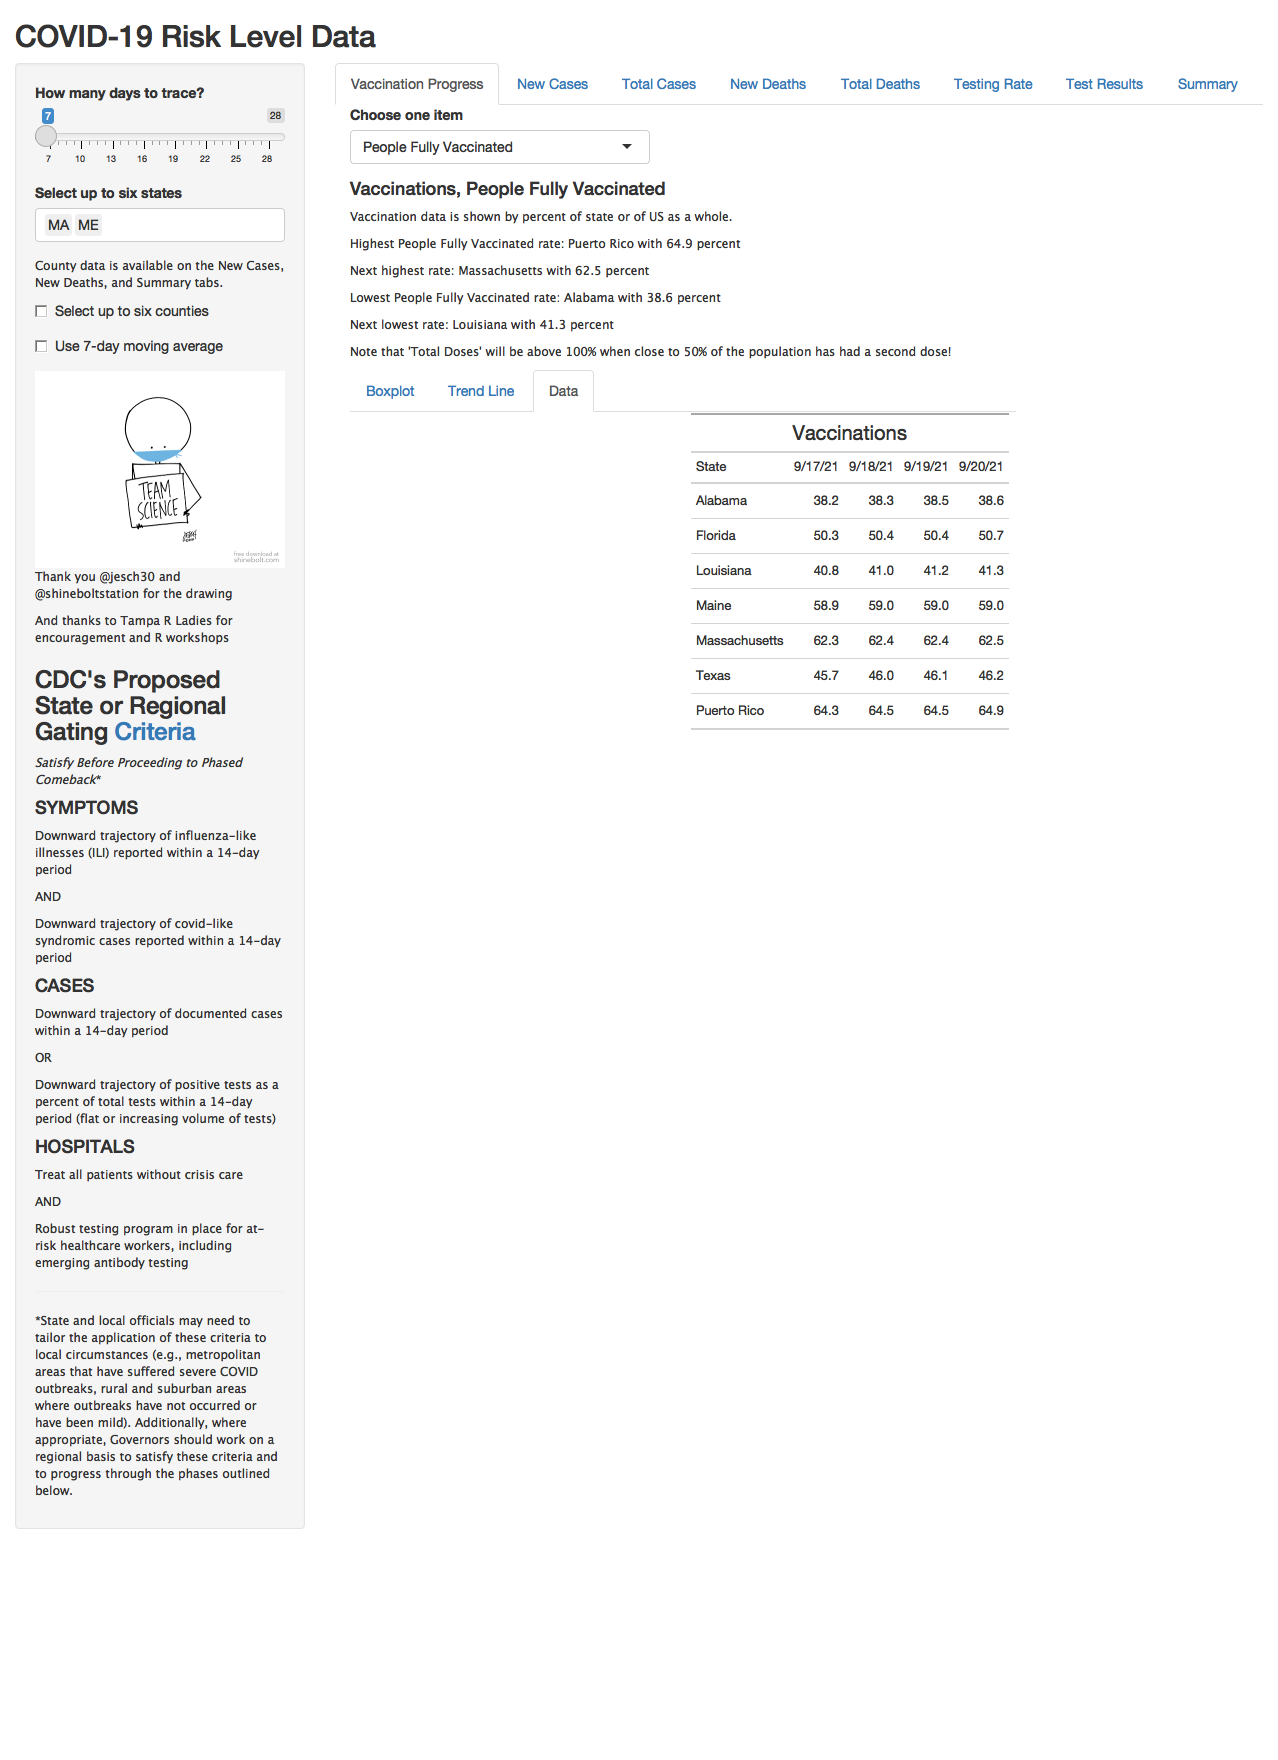 COVID-19 Risk Level Data
How many days to trace?
7 28
7 10 13 16 19 22 25 28
Select up to six states
MA ME
County data is available on the New Cases,
New Deaths, and Summary tabs.
Select up to six counties
Use 7-day moving average
TEAM
SCIENCE
free download at
shinebolt.com
Thank you @jesch30 and
@shineboltstation for the drawing
And thanks to Tampa R Ladies for
encouragement and R workshops
CDC's Proposed
State or Regional
Gating Criteria
Satisfy Before Proceeding to Phased
Comeback*
SYMPTOMS
Downward trajectory of influenza-like
illnesses (ILI) reported within a 14-day
period
AND
Downward trajectory of covid-like
syndromic cases reported within a 14-day
period
CASES
Downward trajectory of documented cases
within a 14-day period
OR
Downward trajectory of positive tests as a
percent of total tests within a 14-day
period (flat or increasing volume of tests)
HOSPITALS
Treat all patients without crisis care
AND
Robust testing program in place for at-
risk healthcare workers, including
emerging antibody testing
*State and local officials may need to
tailor the application of these criteria to
local circumstances (e.g., metropolitan
areas that have suffered severe COVID
outbreaks, rural and suburban areas
where outbreaks have not occurred or
have been mild). Additionally, where
appropriate, Governors should work on a
regional basis to satisfy these criteria and
to progress through the phases outlined
below.
Vaccination Progress New Cases Total Cases New Deaths Total Deaths Testing Rate Test Results Summary
Choose one item
People Fully Vaccinated
Vaccinations, People Fully Vaccinated
Vaccination data is shown by percent of state or of US as a whole.
Highest People Fully Vaccinated rate: Puerto Rico with 64.9 percent
Next highest rate: Massachusetts with 62.5 percent
Lowest People Fully Vaccinated rate: Alabama with 38.6 percent
Next lowest rate: Louisiana with 41.3 percent
Note that 'Total Doses' will be above 100% when close to 50% of the population has had a second dose!
Boxplot Trend Line Data
Vaccinations
State 9/17/21 9/18/21 9/19/21 9/20/21
Alabama 38.2 38.3 38.5 38.6
Florida 50.3 50.4 50.4 50.7
Louisiana 40.8 41.0 41.2 41.3
Maine 58.9 59.0 59.0 59.0
Massachusetts 62.3 62.4 62.4 62.5
Texas 45.7 46.0 46.1 46.2
Puerto Rico 64.3 64.5 64.5 64.9